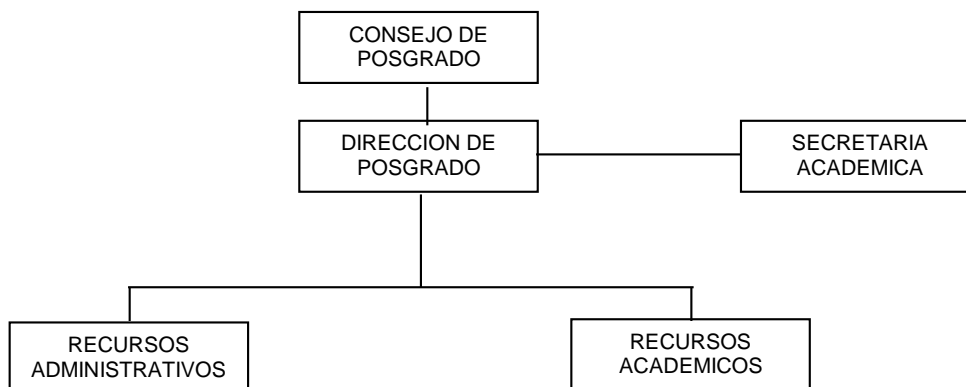 CONSEJO DE
POSGRADO
DIRECCION DE
POSGRADO
SECRETARIA
ACADEMICA
RECURSOS
ADMINISTRATIVOS
RECURSOS
ACADEMICOS